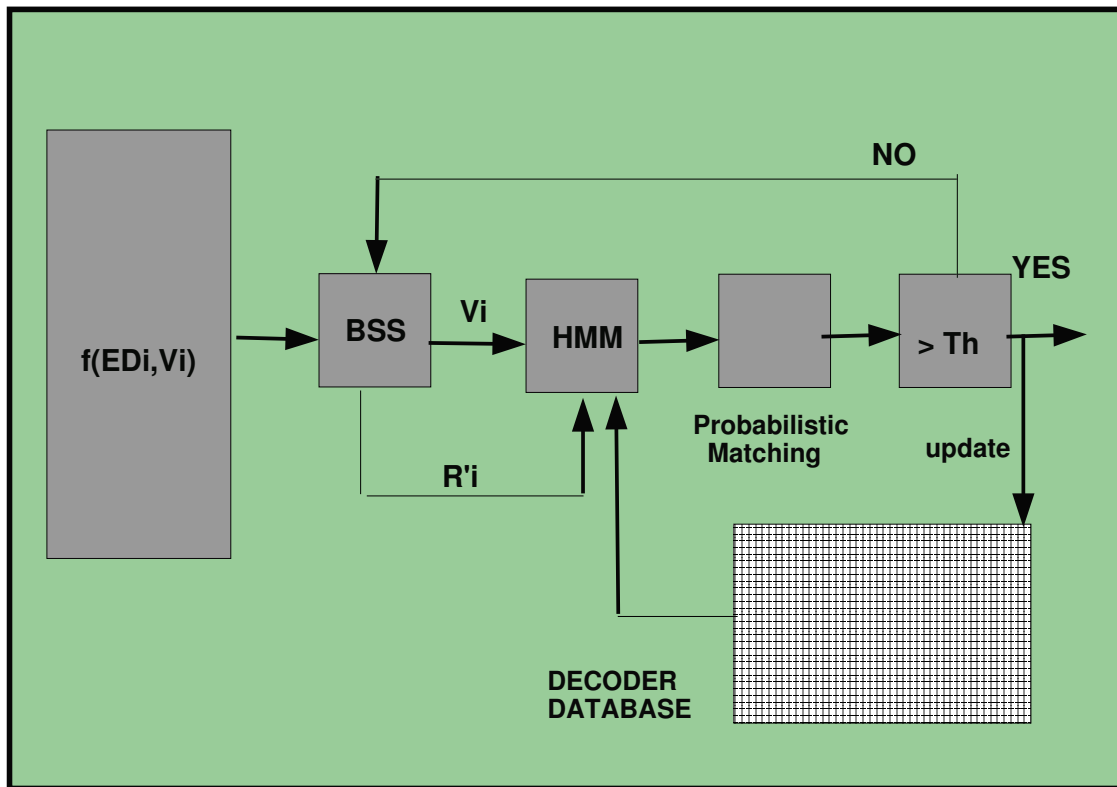 NO
YES
f(EDi,Vi)
BSS
Vi
HMM
> Th
Probabilistic
Matching
update
R'i
DECODER
DATABASE